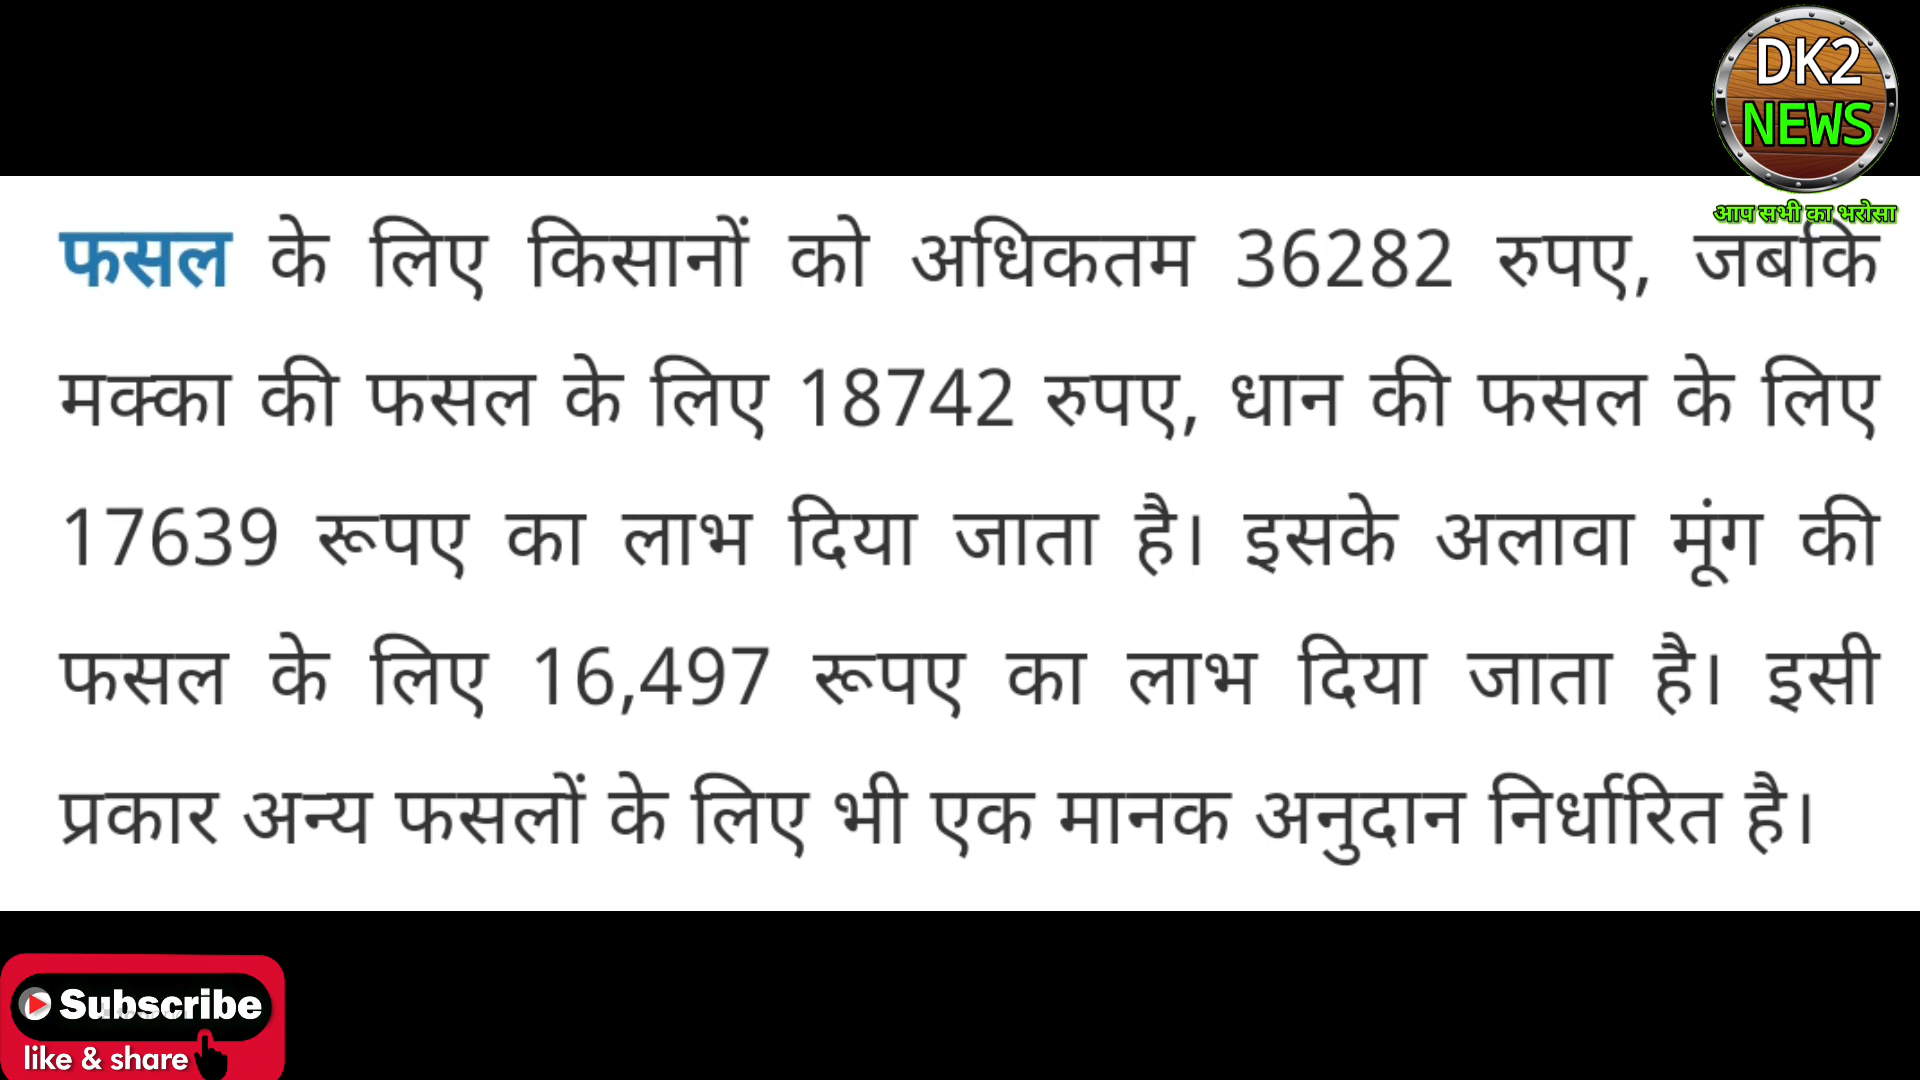 DK2
NEWS
आप सभी का भरोसा
फसल के लिए किसानों को अधिकतम 36282 रुपए, जबकि
मक्का की फसल के लिए 18742 रुपए, धान की फसल के लिए
17639 रूपए का लाभ दिया जाता है। इसके अलावा मूंग की
फसल के लिए 16,497 रूपए का लाभ दिया जाता है। इसी
प्रकार अन्य फसलों के लिए भी एक मानक अनुदान निर्धारित है।
Subscribe
like & share